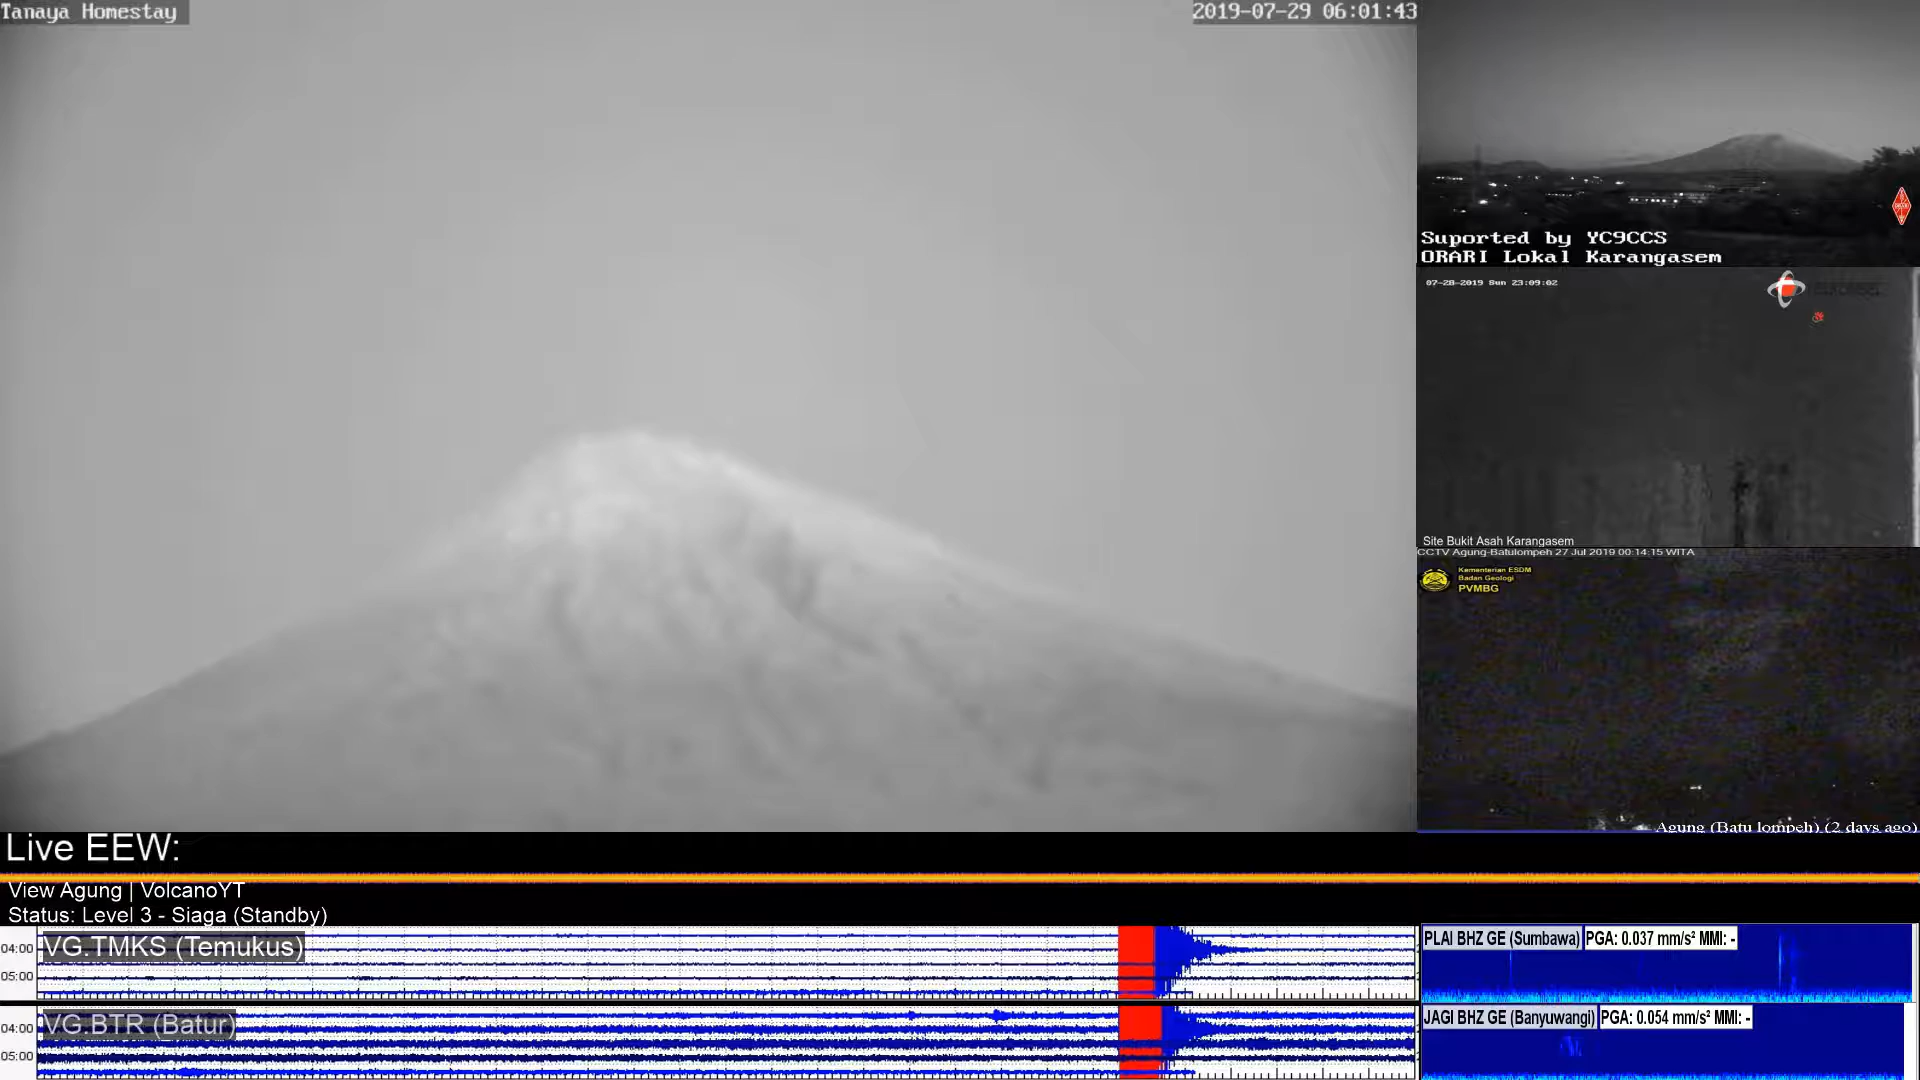 Tanaya Homestay
2019-07-29 06:01:43
Suported by YC9CCS
ORARI Lokal Karangasem
07-28-2019 Sun 23:09:02
Site Bukit Asah Karangasem
CCTV Agung-Batulompeh 27 Jul 2019 00:14:15 WITA
Kementerian ESDM
Badan Geologi
PVMBG
Agung (Batu lompeh) (2 days ago)
Live EEW:
View Agung | VolcanoYT
Status: Level 3 - Siaga (Standby)
04:00
VG.TMKS (Temukus)
05:00
04:00
VG.BTR (Batur)
05:00
PLAI BHZ GE (Sumbawa) PGA: 0.037 mm/s² MMI: -
JAGI BHZ GE (Banyuwangi) PGA: 0.054 mm/s² MMI: -